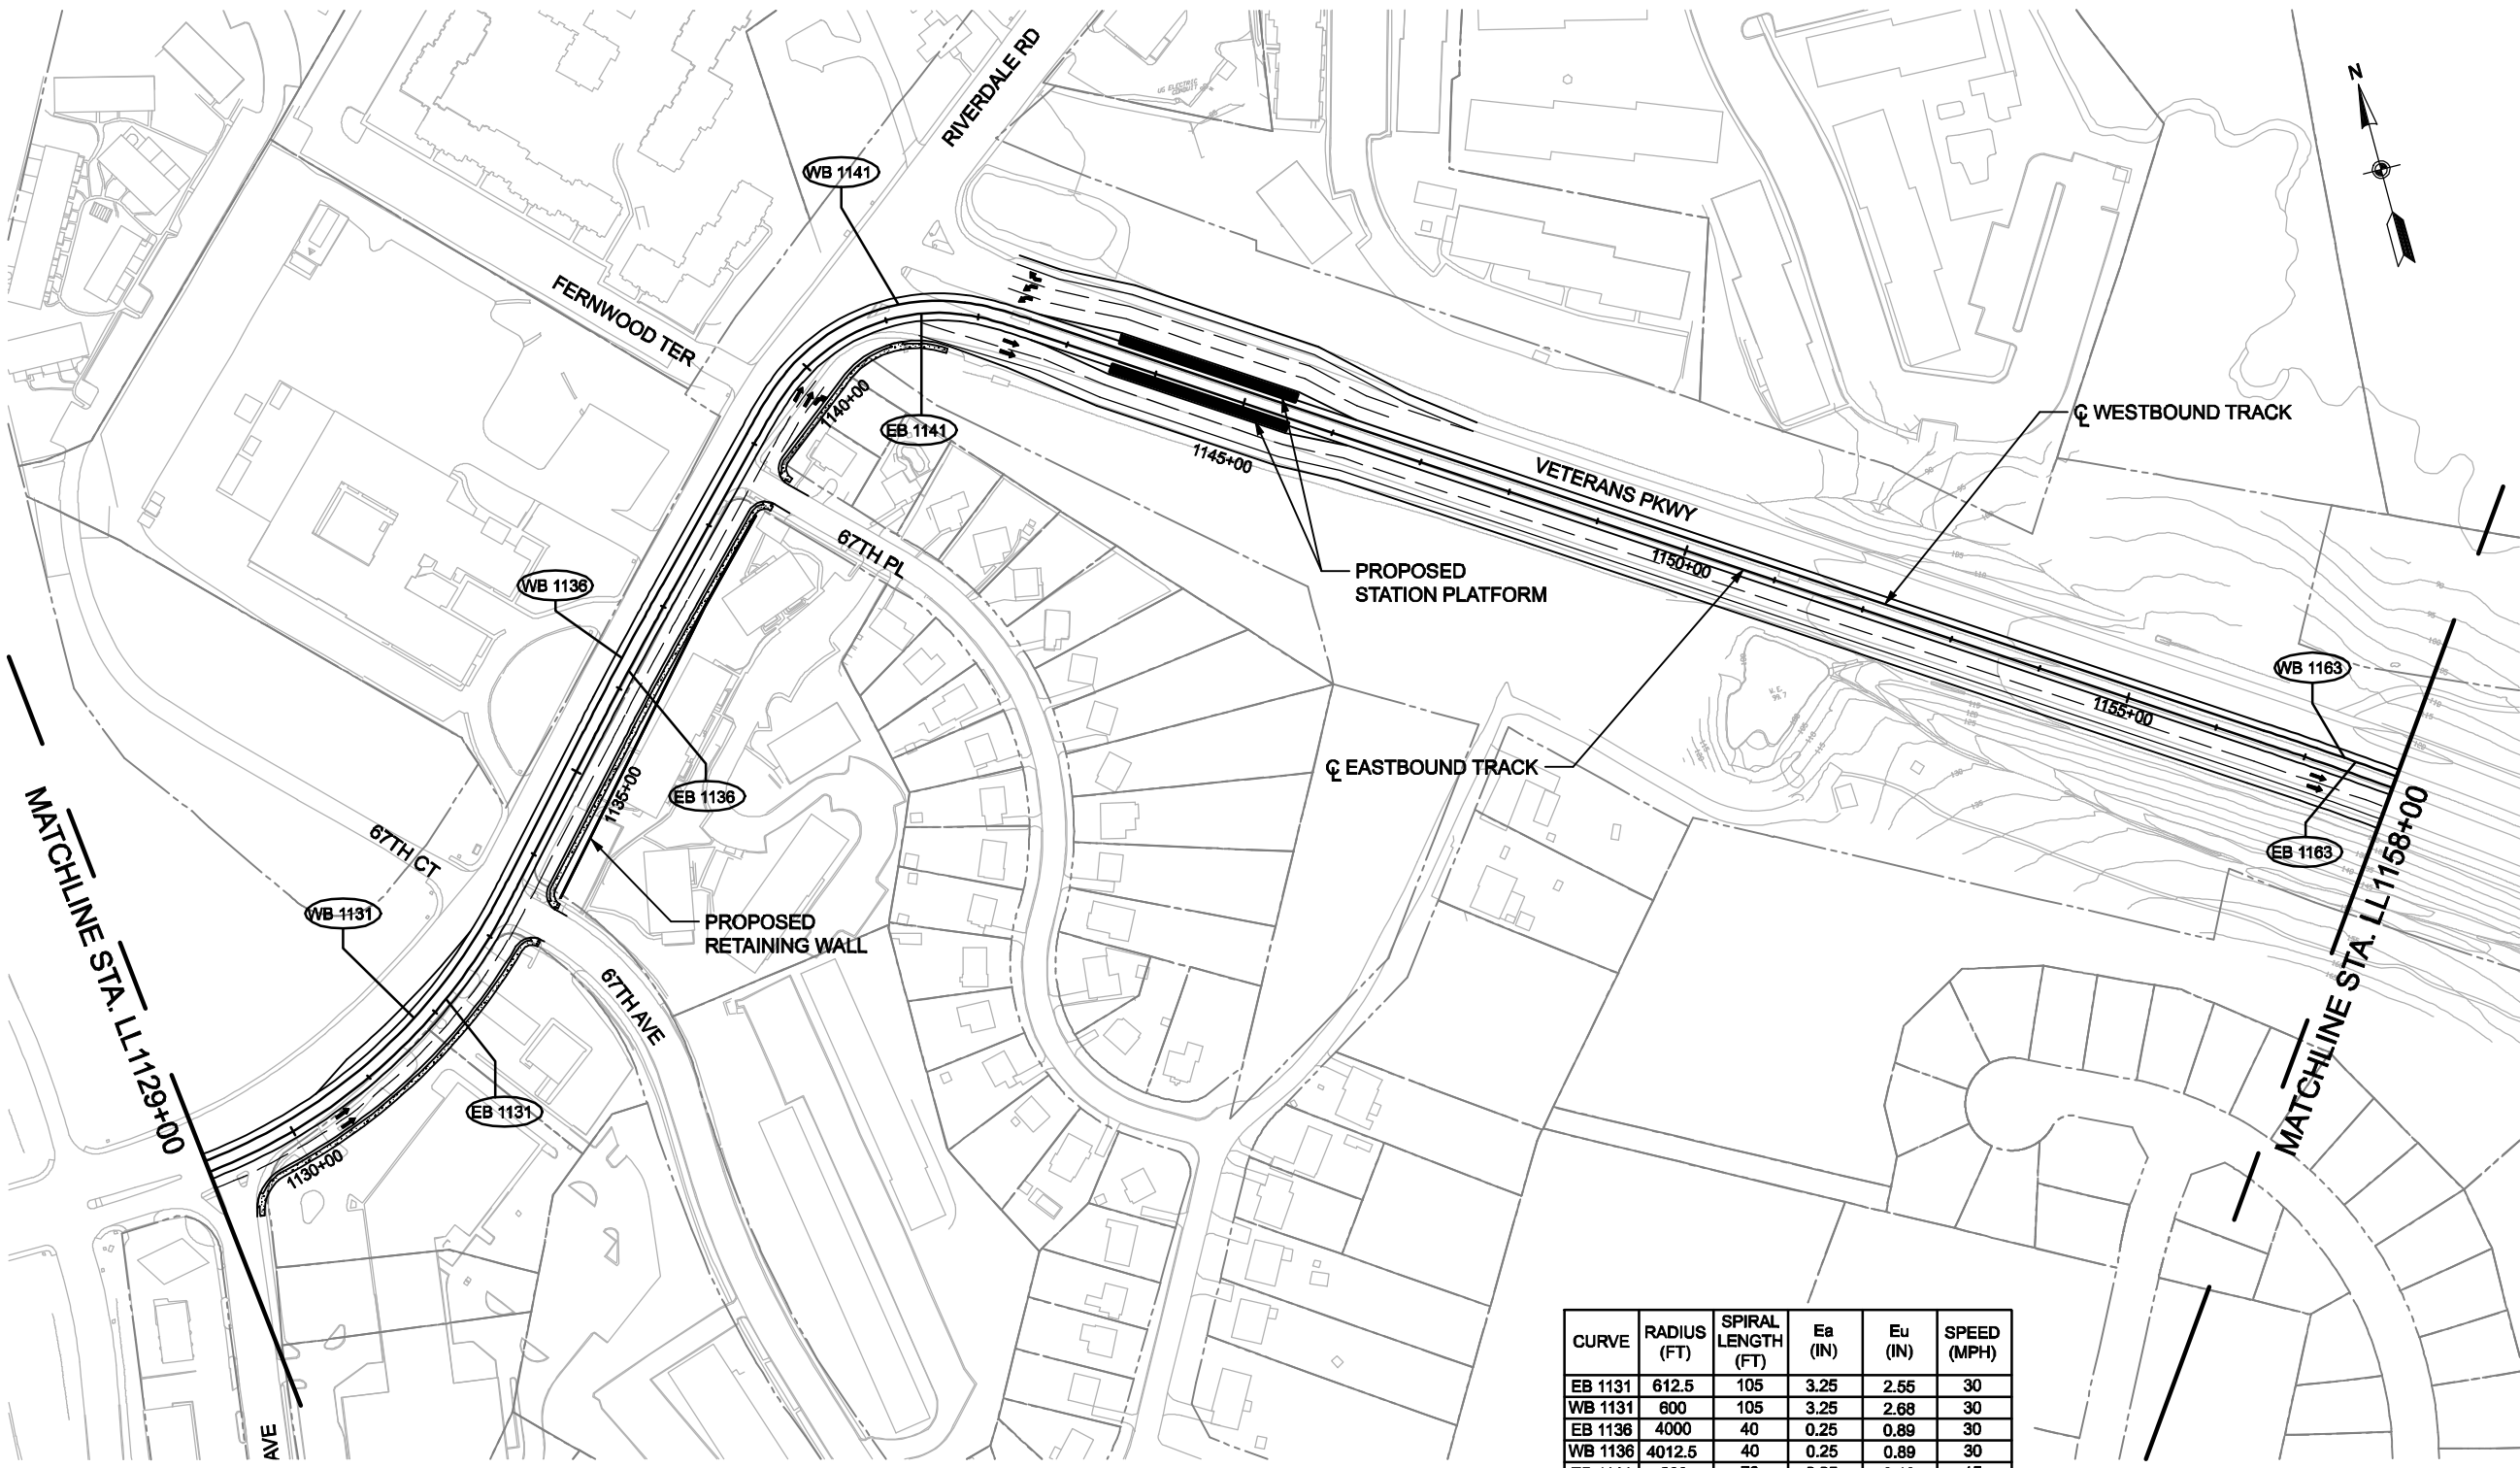 RIVERDALE RD
UG ELECTRIC
CONDUIT
N
WB 1141
FERNWOOD TER
1140+00
EB 1141
1145+00
℄ WESTBOUND TRACK
VETERANS PKWY
67TH PL
PROPOSED
STATION PLATFORM
1150+00
WB 1136
WB 1163
1155+00
℄ EASTBOUND TRACK
EB 1136
1135+00
EB 1163
MATCHLINE STA. LL1158+00
MATCHLINE STA. LL1129+00
67TH CT
WB 1131
PROPOSED
RETAINING WALL
67TH AVE
EB 1131
1130+00
AVE
CURVE RADIUS (FT) SPIRAL LENGTH (FT) Ea (IN) Eu (IN) SPEED (MPH)
EB 1131 612.5 105 3.25 2.55 30
WB 1131 600 105 3.25 2.68 30
EB 1136 4000 40 0.25 0.89 30
WB 1136 4012.5 40 0.25 0.89 30